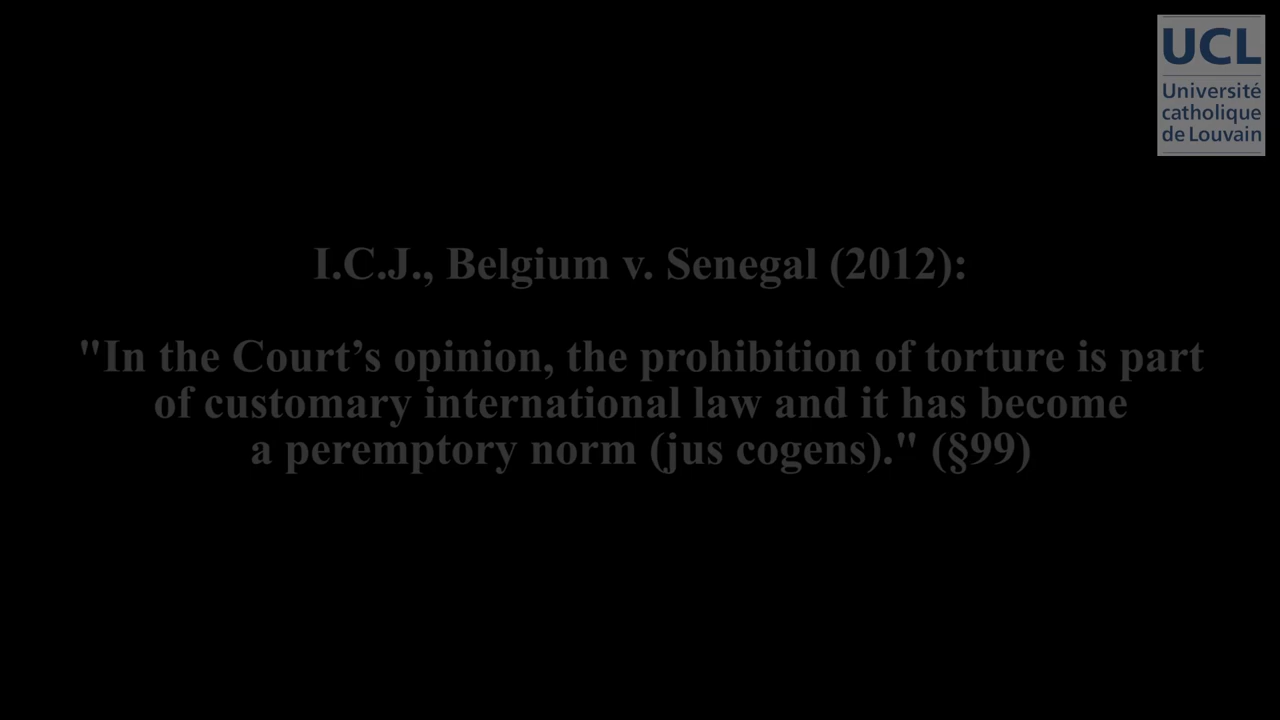 UCL
Université
catholique
de Louvain
I.C.J., Belgium v. Senegal (2012):
"In the Court’s opinion, the prohibition of torture is part
of customary international law and it has become
a peremptory norm (jus cogens)." (§99)